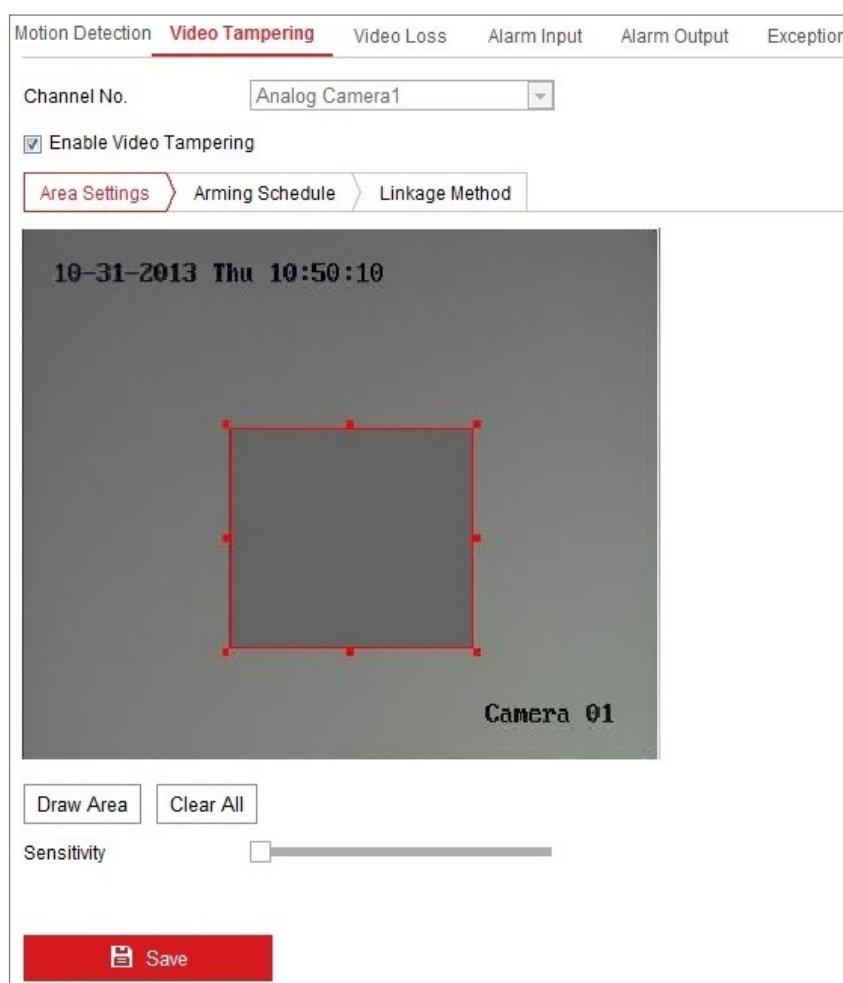 Motion Detection Video Tampering Video Loss Alarm Input Alarm Output Exception
Channel No. Analog Camera1
Enable Video Tampering
Area Settings Arming Schedule Linkage Method
10-31-2013 Thu 10:50:10
Camera 01
Draw Area Clear All
Sensitivity
Save